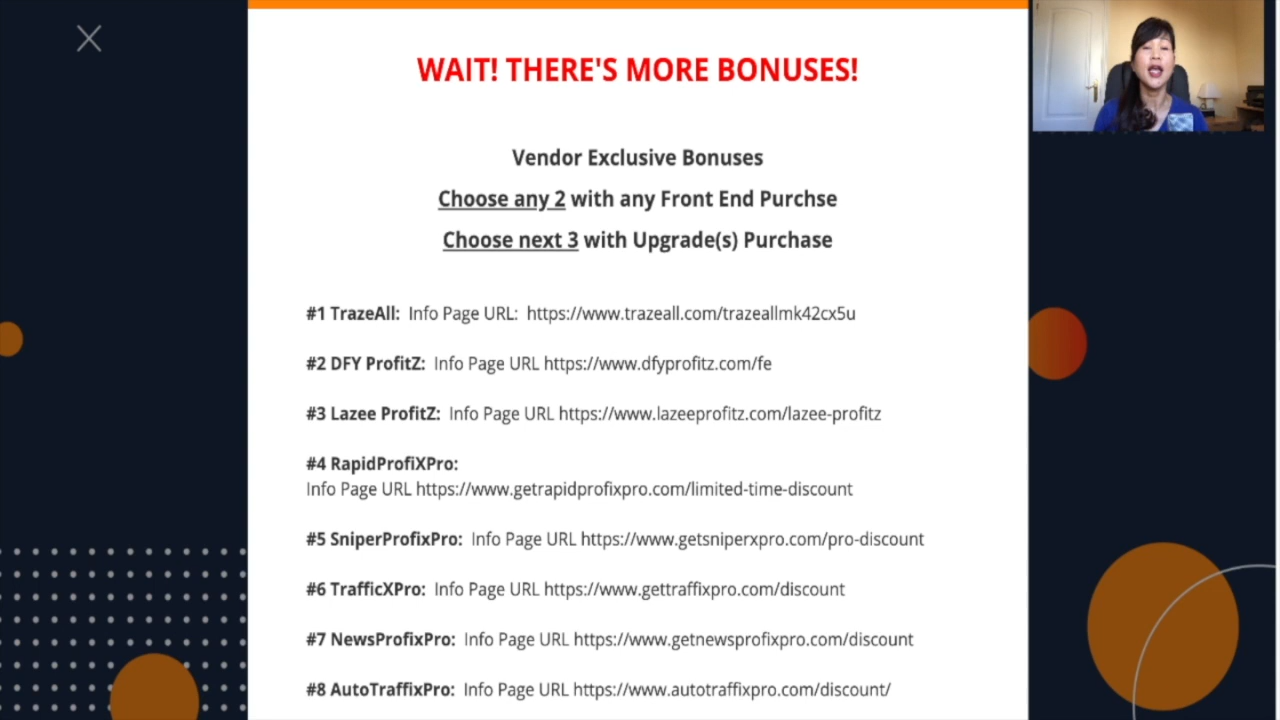 WAIT! THERE'S MORE BONUSES!
Vendor Exclusive Bonuses
Choose any 2 with any Front End Purchse
Choose next 3 with Upgrade(s) Purchase
#1 TrazeAll: Info Page URL: https://www.trazeall.com/trazeallmk42cx5u
#2 DFY ProfitZ: Info Page URL https://www.dfyprofitz.com/fe
#3 Lazee ProfitZ: Info Page URL https://www.lazeeprofitz.com/lazee-profitz
#4 RapidProfiXPro:
Info Page URL https://www.getrapidprofixpro.com/limited-time-discount
#5 SniperProfixPro: Info Page URL https://www.getsniperxpro.com/pro-discount
#6 TrafficXPro: Info Page URL https://www.gettraffixpro.com/discount
#7 NewsProfixPro: Info Page URL https://www.getnewsprofixpro.com/discount
#8 AutoTraffixPro: Info Page URL https://www.autotraffixpro.com/discount/